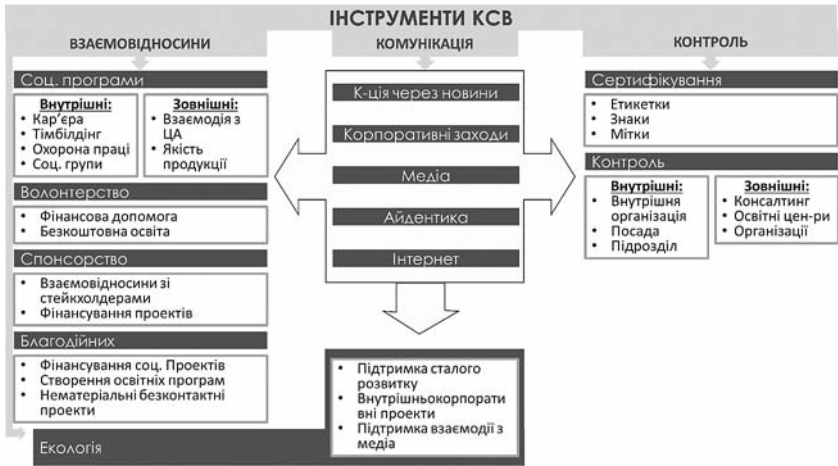 ІНСТРУМЕНТИ КСВ
ВЗАЄМОВІДНОСИНИ
Соц. програми
Внутрішні:
• Кар’єра
• Тімбілдінг
• Охорона праці
• Соц. групи
Зовнішні:
• Взаємодія з
ЦА
• Якість
продукції
Волонтерство
• Фінансова допомога
• Безкоштовна освіта
Спонсорство
• Взаємовідносини зі
стейкхолдерами
• Фінансування проектів
Благодійних
• Фінансування соц. Проектів
• Створення освітніх програм
• Нематеріальні безконтактні
проекти
Екологія
КОМУНІКАЦІЯ
К-ція через новини
Корпоративні заходи
Медіа
Айдентика
Інтернет
• Підтримка сталого
розвитку
• Внутрішньокорпорати
вні проекти
• Підтримка взаємодії з
медіа
КОНТРОЛЬ
Сертифікування
• Етикетки
• Знаки
• Мітки
Контроль
Внутрішні:
• Внутрішня
організація
• Посада
• Підрозділ
Зовнішні:
• Консалтинг
• Освітні цен-ри
• Організації